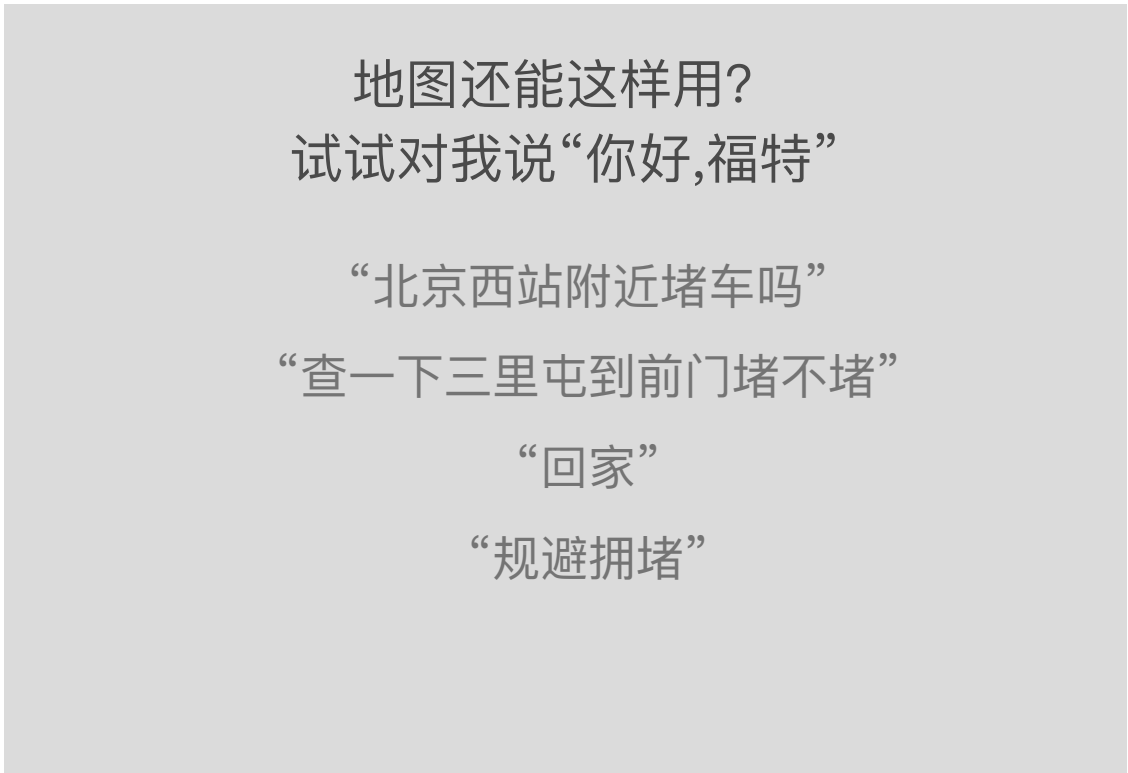 地图还能这样用?
试试对我说“你好,福特”
“北京西站附近堵车吗”
“查一下三里屯到前门堵不堵”
“回家”
“规避拥堵”